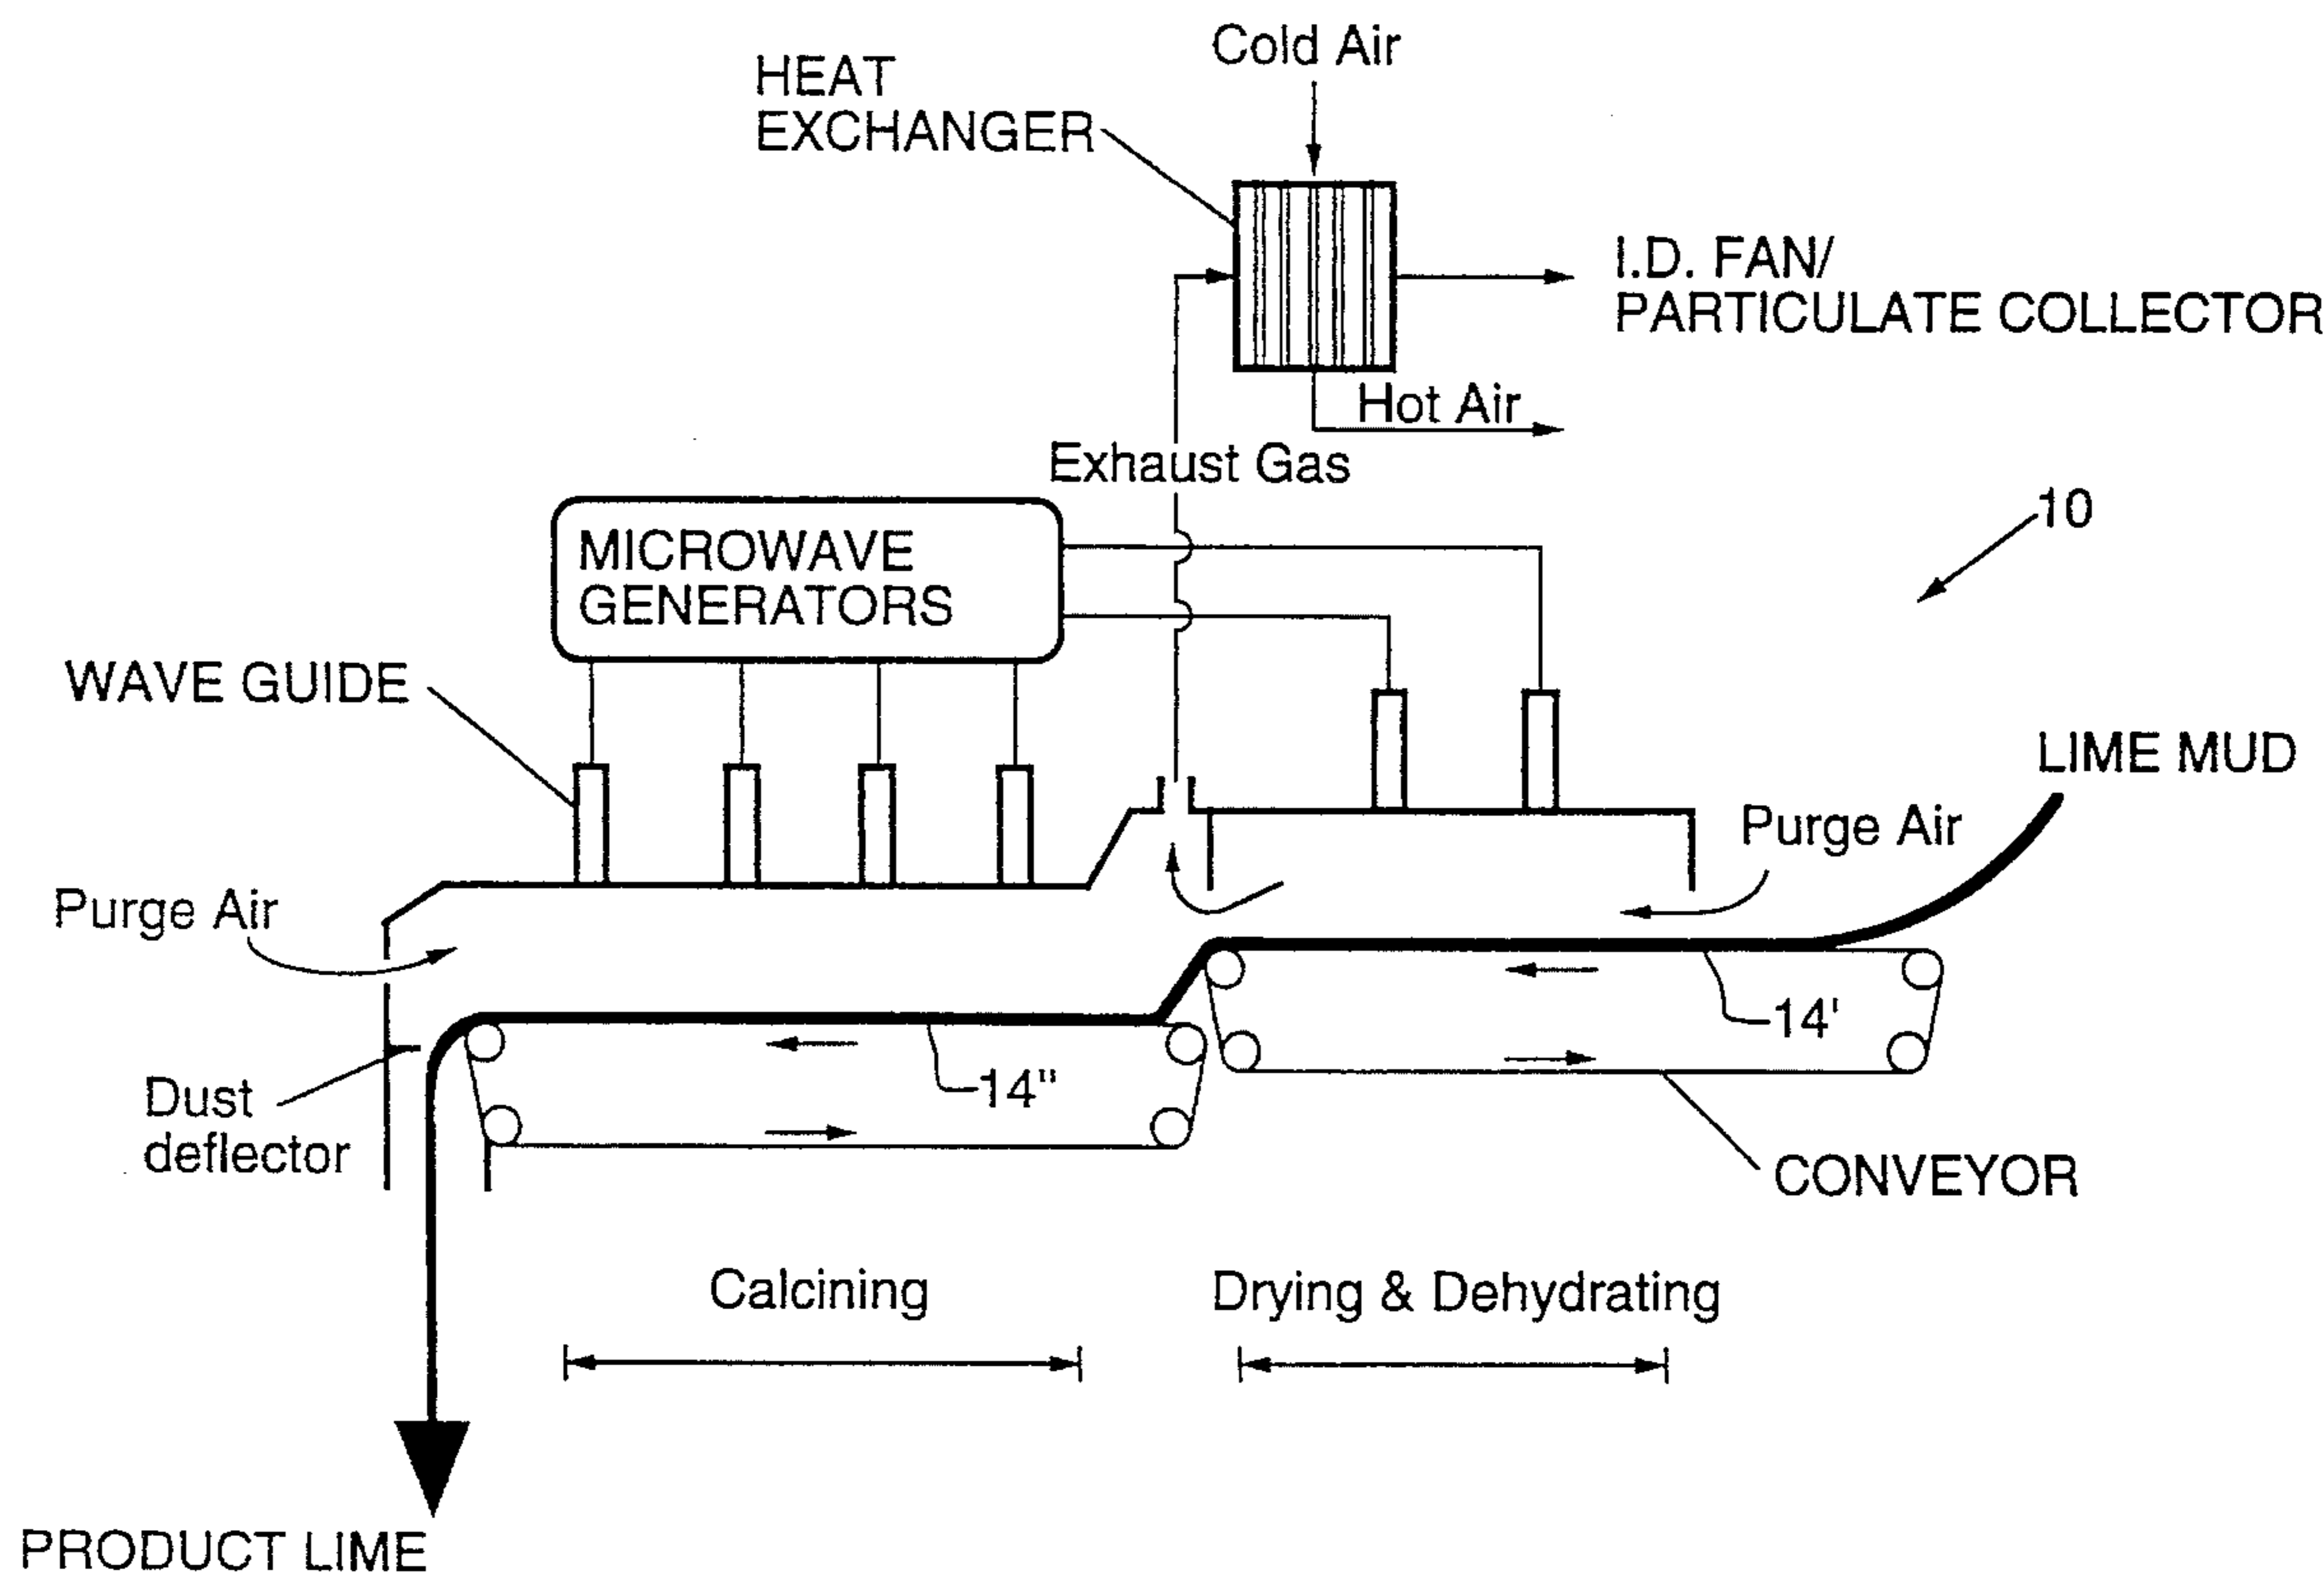 Cold Air
HEAT
EXCHANGER
I.D. FAN/
PARTICULATE COLLECTOR
Hot Air
Exhaust Gas
10
MICROWAVE
GENERATORS
WAVE GUIDE
LIME MUD
Purge Air
Purge Air
14'
14"
Dust
deflector
CONVEYOR
Calcining
Drying & Dehydrating
PRODUCT LIME